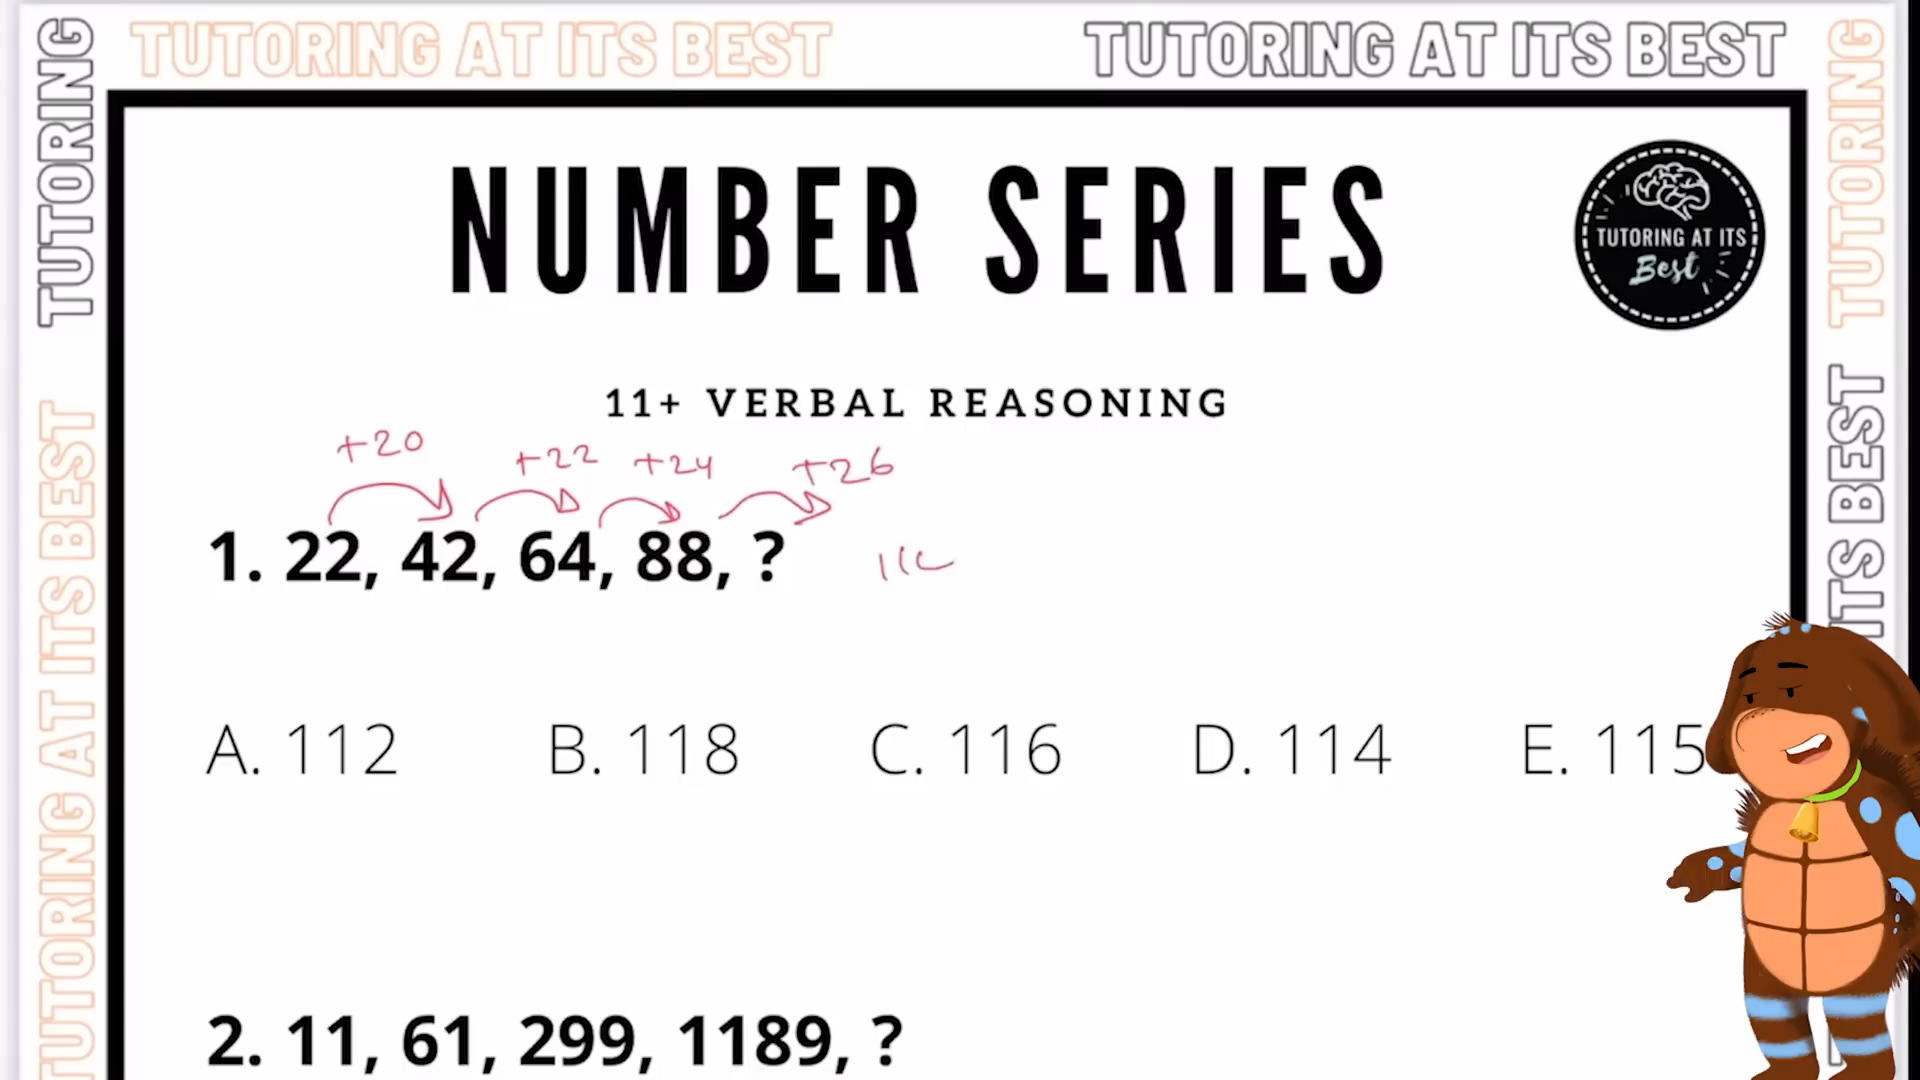 TUTORING AT ITS BEST
TUTORING AT ITS BEST
TUTORING
TUTORING
TUTORING AT ITS
Best
NUMBER SERIES
11+ VERBAL REASONING
+20 +22 +24 +26
1. 22, 42, 64, 88, ?
A. 112 B. 118 C. 116 D. 114 E. 115
2. 11, 61, 299, 1189, ?
TUTORING AT ITS BEST
ITS BEST